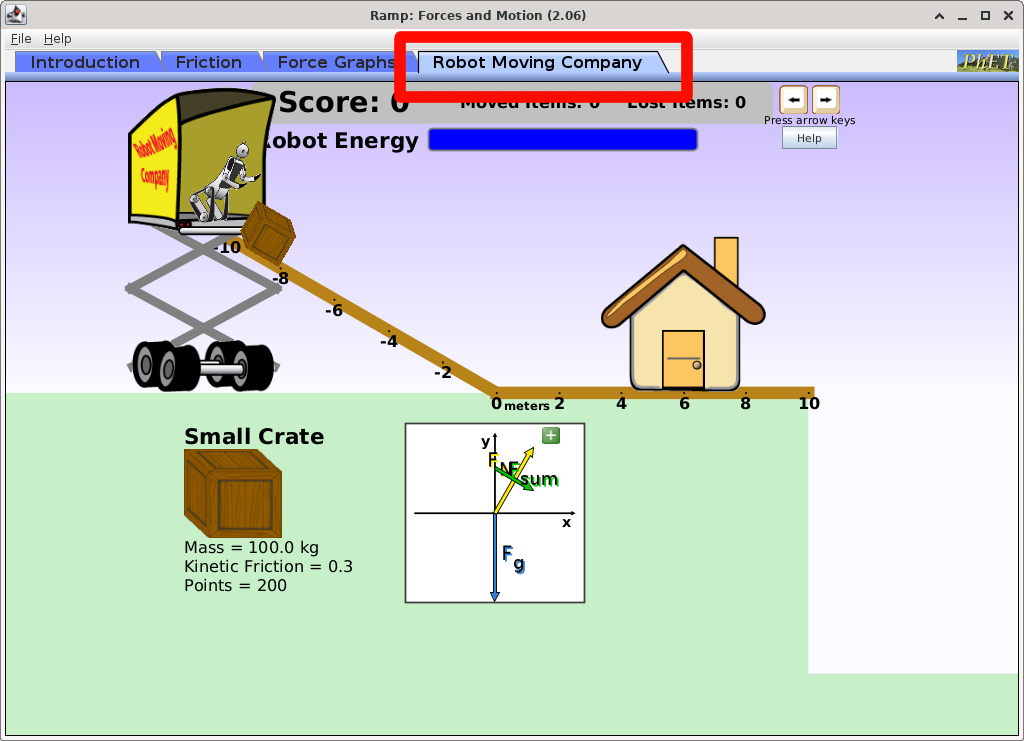 Ramp: Forces and Motion (2.06)
File Help
Introduction Friction Force Graphs Robot Moving Company
PhET
Score: 0 Moved Items: 0 Lost Items: 0
Press arrow keys
Robot Energy
Help
Robot Moving
Company
-10
-8
-6
-4
-2
0 meters 2 4 6 8 10
Small Crate
Mass = 100.0 kg
Kinetic Friction = 0.3
Points = 200
y
F N F sum
x
F g